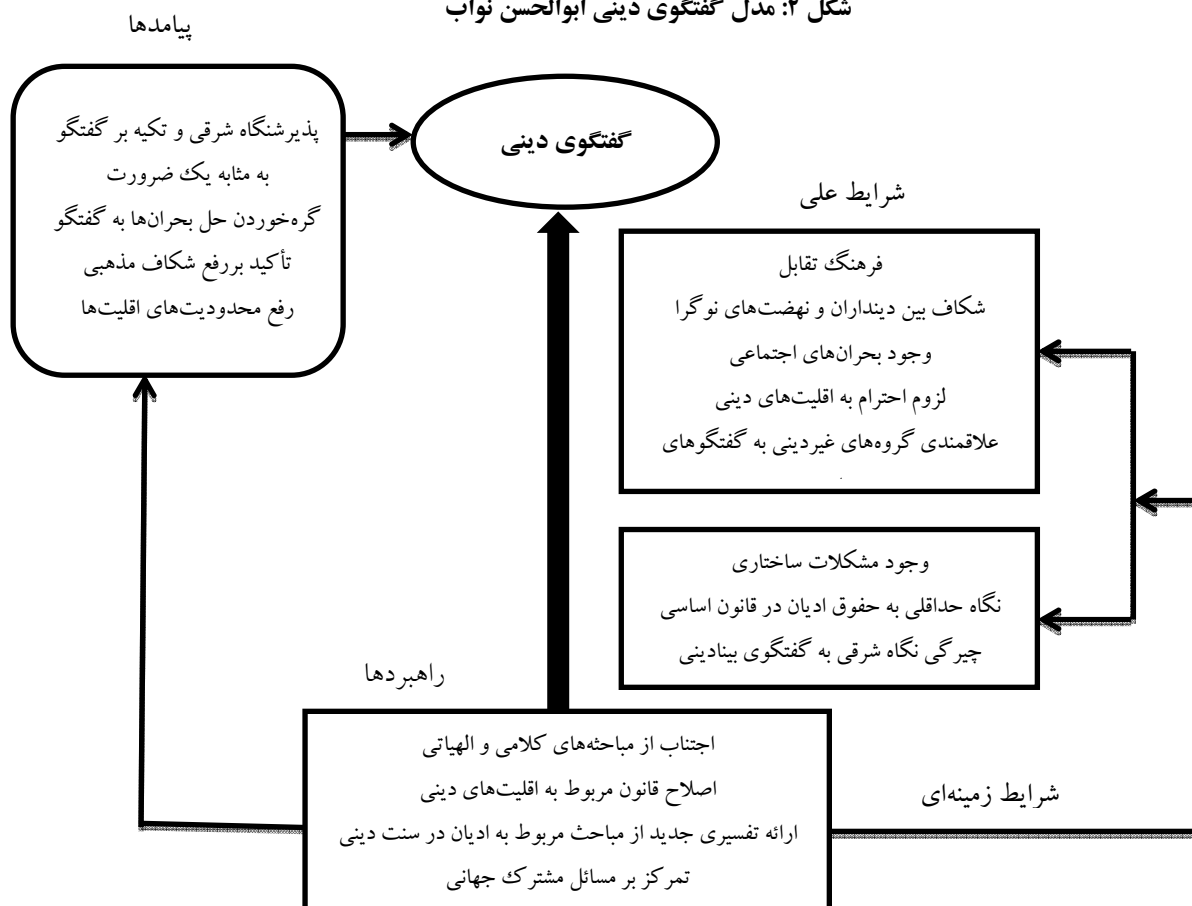 شکل ۲: مدل گفتگوی دینی ابوالحسن نواب
پیامدها
پذیرشنگاه شرقی و تکیه بر گفتگو
به مثابه یک ضرورت
گره‌خوردن حل بحران‌ها به گفتگو
تأکید بررفع شکاف مذهبی
رفع محدودیت‌های اقلیت‌ها
گفتگوی دینی
شرایط علی
فرهنگ تقابل
شکاف بین دینداران و نهضت‌های نوگرا
وجود بحران‌های اجتماعی
لزوم احترام به اقلیت‌های دینی
علاقمندی گروه‌های غیردینی به گفتگوهای
وجود مشکلات ساختاری
نگاه حداقلی به حفوق ادیان در قانون اساسی
چیرگی نگاه شرقی به گفتگوی بینادینی
راهبردها
اجتناب از مباحثه‌های کلامی و الهیاتی
اصلاح قانون مربوط به اقلیت‌های دینی
ارائه تفسیری جدید از مباحث مربوط به ادیان در سنت دینی
تمرکز بر مسائل مشترک جهانی
شرایط زمینه‌ای